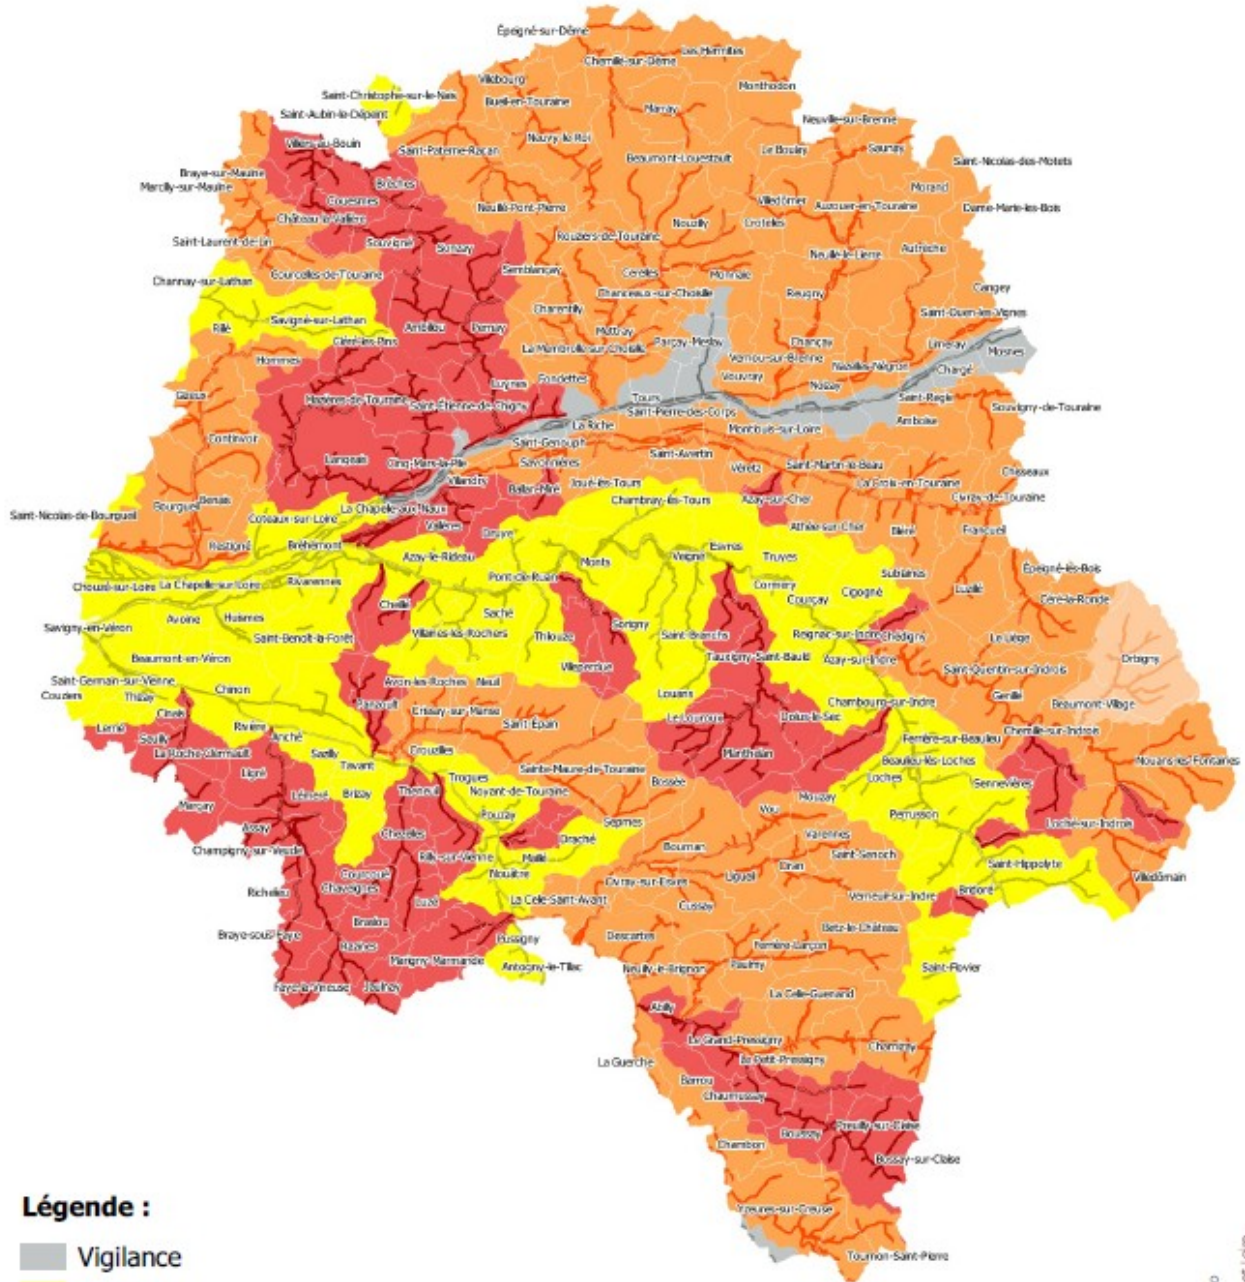 Épeigné-sur-Dême
Les Hermites
Chemillé-sur-Dême
Villebourg
Monthodon
Saint-Christophe-sur-le-Nais
Bueil-en-Touraine
Marray
Saint-Aubin-le-Dépeint
Neuville-sur-Brenne
Villiers-au-Bouin
Neuvy-le-Roi
Saint-Paterne-Racan
Le Boulay
Saunay
Beaumont-Louestault
Saint-Nicolas-des-Motets
Braye-sur-Maulne
Marcilly-sur-Maulne
Brèches
Morand
Couesmes
Villedômer
Auzouer-en-Touraine
Dame-Marie-les-Bois
Neuillé-Pont-Pierre
Château-la-Vallière
Nouzilly
Crotelles
Rouziers-de-Touraine
Saint-Laurent-de-Lin
Souvigné
Sonzay
Autrèche
Neuillé-le-Lierre
Semblançay
Cerelles
Monnaie
Courcelles-de-Touraine
Channay-sur-Lathan
Cangey
Chanceaux-sur-Choisille
Reugny
Charentilly
Saint-Ouen-les-Vignes
Savigné-sur-Lathan
Rillé
Ambillou
Pernay
Mettray
Cléré-les-Pins
Parçay-Meslay
Chançay
Limeray
La Membrolle-sur-Choisille
Mosnes
Hommes
Vernou-sur-Brenne
Nazelles-Négron
Chargé
Vouvray
Luynes
Fondettes
Noizay
Gizeux
Mazières-de-Touraine
Saint-Étienne-de-Chigny
Tours
Saint-Règle
Saint-Pierre-des-Corps
Souvigny-de-Touraine
Amboise
La Riche
Montlouis-sur-Loire
Continvoir
Saint-Genouph
Saint-Avertin
Langeais
Cinq-Mars-la-Pile
Savonnières
Véretz
Saint-Martin-le-Beau
Chisseaux
Villandry
Ballan-Miré
Joué-lès-Tours
La Croix-en-Touraine
Benais
Bourgueil
Chambray-lès-Tours
Azay-sur-Cher
Civray-de-Touraine
Saint-Nicolas-de-Bourgueil
La Chapelle-aux-Naux
Coteaux-sur-Loire
Vallères
Druye
Athée-sur-Cher
Bléré
Francueil
Restigné
Bréhémont
Azay-le-Rideau
Esvres
Truyes
Veigné
Monts
Épeigné-les-Bois
Chouzé-sur-Loire
La Chapelle-sur-Loire
Rivarennes
Pont-de-Ruan
Cormery
Sublaines
Luzillé
Cigogné
Céré-la-Ronde
Courçay
Cheillé
Saché
Avoine
Huismes
Sorigny
Savigny-en-Véron
Saint-Benoît-la-Forêt
Villaines-les-Rochers
Thilouze
Saint-Branchs
Reignac-sur-Indre
Chédigny
Le Liège
Tauxigny-Saint-Bauld
Azay-sur-Indre
Orbigny
Beaumont-en-Véron
Villeperdue
Saint-Quentin-sur-Indrois
Saint-Germain-sur-Vienne
Avon-les-Roches
Neuil
Chinon
Couziers
Thizay
Louans
Genillé
Chambourg-sur-Indre
Panzoult
Crissay-sur-Manse
Beaumont-Village
Cinais
Le Louroux
Dolus-le-Sec
Saint-Épain
Lerné
Rivière
Chemillé-sur-Indrois
Seuilly
Anché
Ferrière-sur-Beaulieu
La Roche-Clermault
Sazilly
Crouzilles
Manthelan
Beaulieu-lès-Loches
Nouans-les-Fontaines
Tavant
Sainte-Maure-de-Touraine
Ligré
Trogues
Loches
Sennevières
Bossée
Theneuil
Noyant-de-Touraine
Lémeré
Brizay
Mouzay
Marçay
Vou
Perrusson
Pouzay
Sepmes
Loché-sur-Indrois
Assay
Chezelles
Draché
Varennes
Champigny-sur-Veude
Bournan
Rilly-sur-Vienne
Maillé
Saint-Senoch
Saint-Hippolyte
Nouâtre
Ligueil
Dran
Courcoué
Villedômain
Civray-sur-Esves
Richelieu
Chaveignes
Bridoré
Verneuil-sur-Indre
La Celle-Saint-Avant
Luzé
Cussay
Braslou
Betz-le-Château
Braye-sous-Faye
Descartes
Pussigny
Razines
Ferrière-Larçon
Marigny-Marmande
Antogny-le-Tillac
Neuilly-le-Brignon
Paulmy
Saint-Flovier
Faye-la-Vineuse
Jaulnay
La Celle-Guenand
Abilly
Le Grand-Pressigny
Charnizay
La Guerche
Le Petit-Pressigny
Barrou
Chaumussay
Preuilly-sur-Claise
Boussay
Chambon
Bossay-sur-Claise
Yzeures-sur-Creuse
Tournon-Saint-Pierre
Légende :
Vigilance